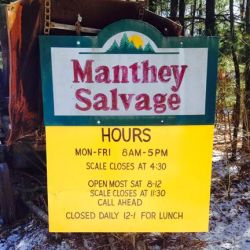 Manthey
Salvage
HOURS
MON-FRI 8AM-5PM
SCALE CLOSES AT 4:30
OPEN MOST SAT 8-12
SCALE CLOSES AT 11:30
CALL AHEAD
CLOSED DAILY 12-1 FOR LUNCH